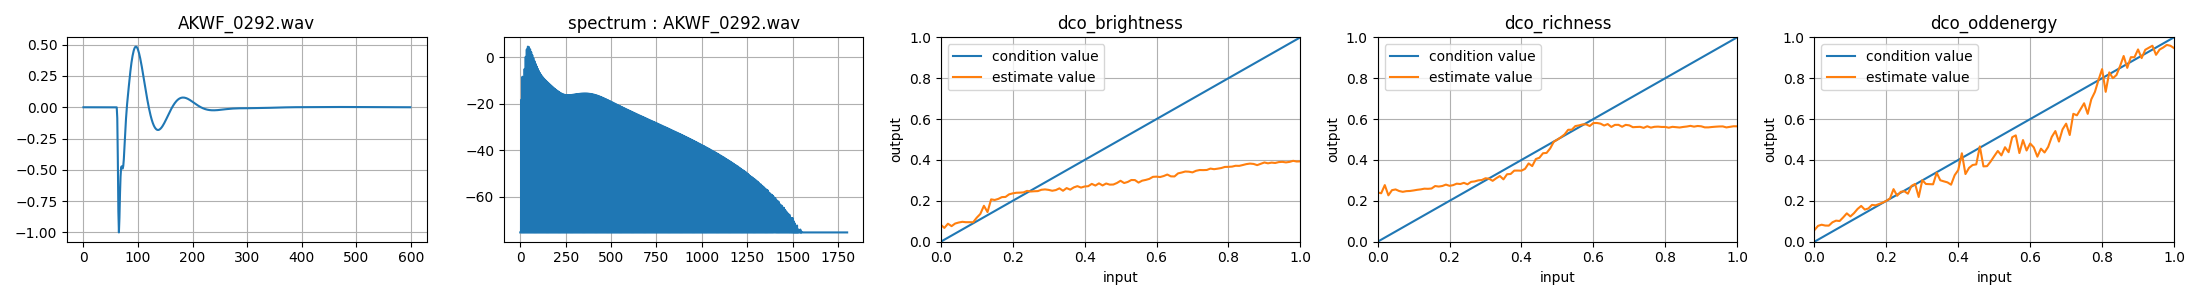 AKWF_0292.wav
0.50
0.25
0.00
−0.25
−0.50
−0.75
−1.00
0 100 200 300 400 500 600
spectrum : AKWF_0292.wav
0
−20
−40
−60
0 250 500 750 1000 1250 1500 1750
dco_brightness
condition value
estimate value
output
1.0
0.8
0.6
0.4
0.2
0.0
0.0 0.2 0.4 0.6 0.8 1.0
input
dco_richness
condition value
estimate value
output
1.0
0.8
0.6
0.4
0.2
0.0
0.0 0.2 0.4 0.6 0.8 1.0
input
dco_oddenergy
condition value
estimate value
output
1.0
0.8
0.6
0.4
0.2
0.0
0.0 0.2 0.4 0.6 0.8 1.0
input